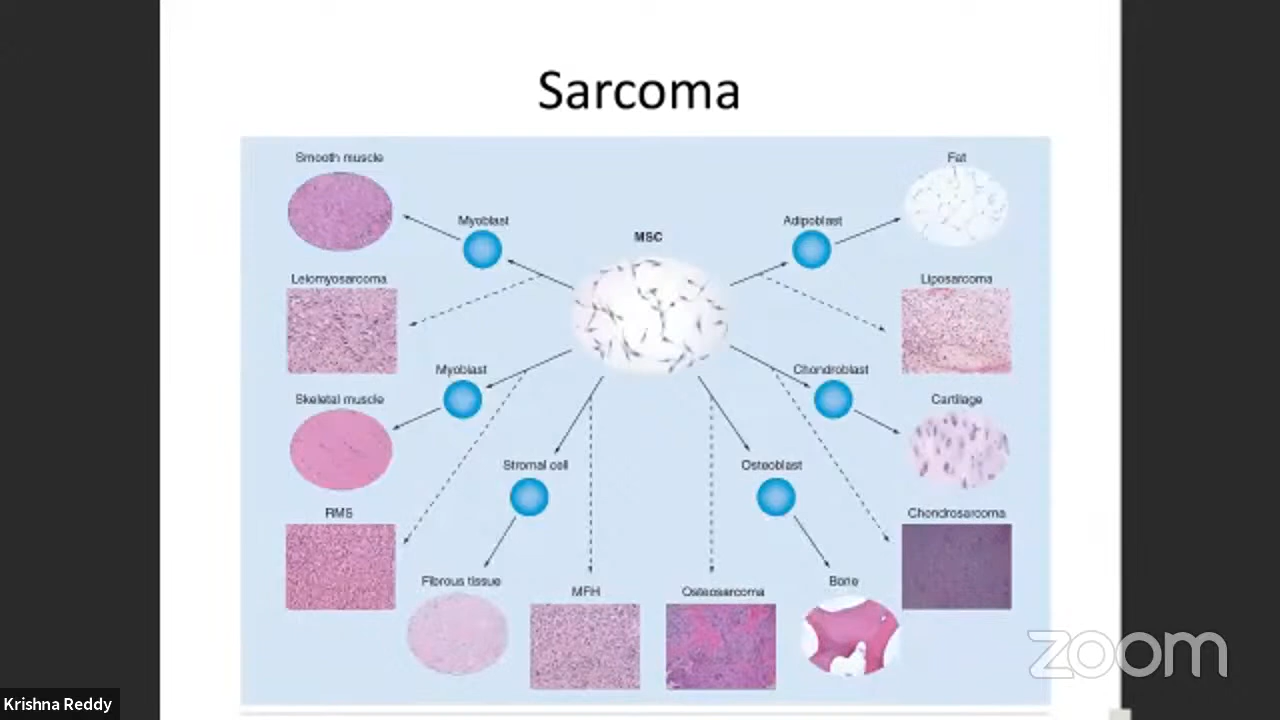 Sarcoma
Smooth muscle
Fat
Myoblast
Adipoblast
MSC
Leiomyosarcoma
Liposarcoma
Myoblast
Chondroblast
Skeletal muscle
Cartilage
Stromal cell
Osteoblast
RMS
Chondrosarcoma
Fibrous tissue
MFH
Osteosarcoma
Bone
zoom
Krishna Reddy